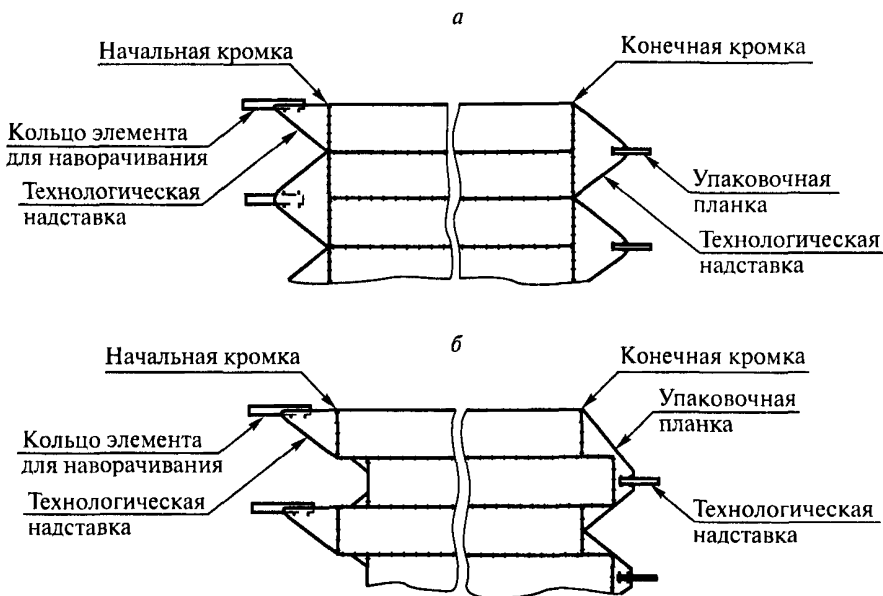 а
Начальная кромка
Конечная кромка
Кольцо элемента
для наворачивания
Технологическая
надставка
Упаковочная
планка
Технологическая
надставка
б
Начальная кромка
Конечная кромка
Упаковочная
планка
Кольцо элемента
для наворачивания
Технологическая
надставка
Технологическая
надставка